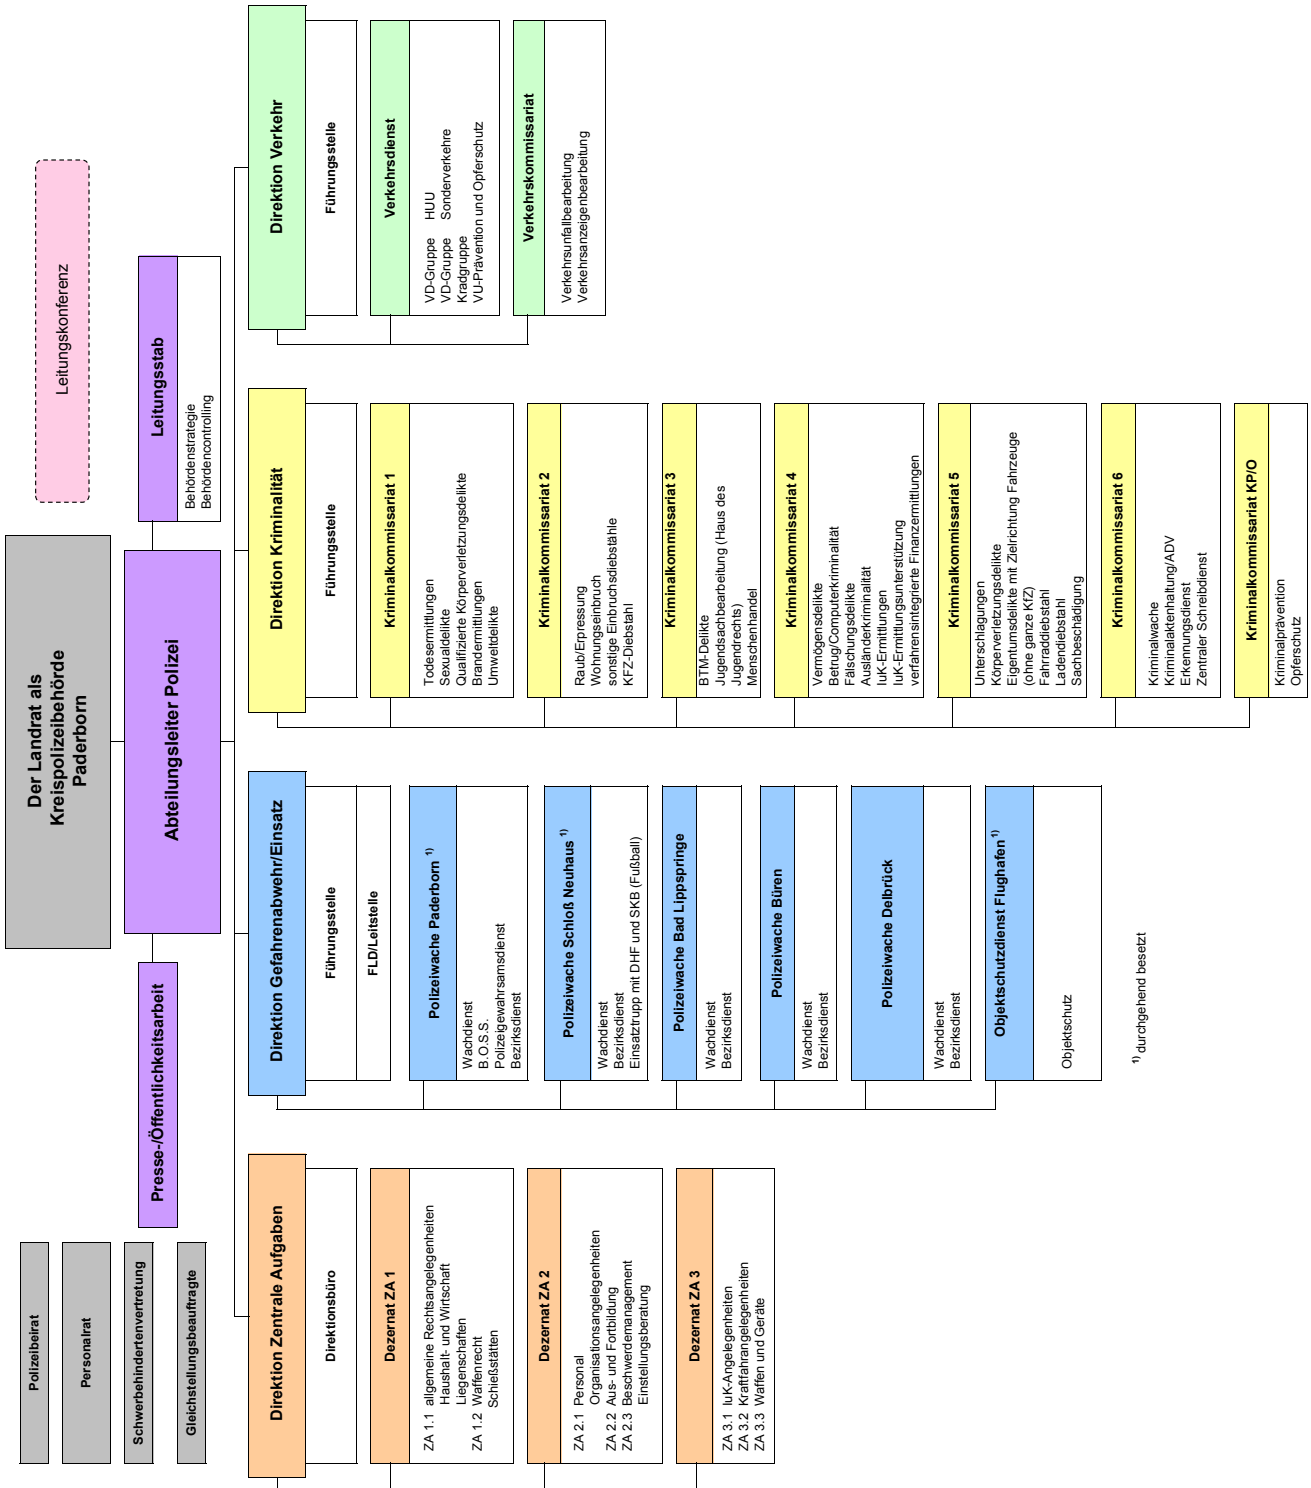 Der Landrat als
Kreispolizeibehörde
Paderborn
Leitungskonferenz
Polizeibeirat
Personalrat
Schwerbehindertenvertretung
Gleichstellungsbeauftragte
Presse-/Öffentlichkeitsarbeit
Abteilungsleiter Polizei
Leitungsstab
Behördenstrategie
Behördencontrolling
Direktion Zentrale Aufgaben
Direktionsbüro
Dezernat ZA 1
ZA 1.1 allgemeine Rechtsangelegenheiten
Haushalt- und Wirtschaft
Liegenschaften
ZA 1.2 Waffenrecht
Schießstätten
Dezernat ZA 2
ZA 2.1 Personal
Organisationsangelegenheiten
ZA 2.2 Aus- und Fortbildung
ZA 2.3 Beschwerdemanagement
Einstellungsberatung
Dezernat ZA 3
ZA 3.1 IuK-Angelegenheiten
ZA 3.2 Kraftfahrangelegenheiten
ZA 3.3 Waffen und Geräte
Direktion Gefahrenabwehr/Einsatz
Führungsstelle
FLD/Leitstelle
Polizeiwache Paderborn ¹⁾
Wachdienst
B.O.S.S.
Polizeigewahrsamsdienst
Bezirksdienst
Polizeiwache Schloß Neuhaus ¹⁾
Wachdienst
Bezirksdienst
Einsatztrupp mit DHF und SKB (Fußball)
Polizeiwache Bad Lippspringe
Wachdienst
Bezirksdienst
Polizeiwache Büren
Wachdienst
Bezirksdienst
Polizeiwache Delbrück
Wachdienst
Bezirksdienst
Objektschutzdienst Flughafen ¹⁾
Objektschutz
¹⁾ durchgehend besetzt
Direktion Kriminalität
Führungsstelle
Kriminalkommissariat 1
Todesermittlungen
Sexualdelikte
Qualifizierte Körperverletzungsdelikte
Brandermittlungen
Umweltdelikte
Kriminalkommissariat 2
Raub/Erpressung
Wohnungseinbruch
sonstige Einbruchsdiebstähle
KFZ-Diebstahl
Kriminalkommissariat 3
BTM-Delikte
Jugendsachbearbeitung (Haus des
Jugendrechts)
Menschenhandel
Kriminalkommissariat 4
Vermögensdelikte
Betrug/Computerkriminalität
Fälschungsdelikte
Ausländerkriminalität
IuK-Ermittlungen
IuK-Ermittlungsunterstützung
verfahrensintegrierte Finanzermittlungen
Kriminalkommissariat 5
Unterschlagungen
Körperverletzungsdelikte
Eigentumsdelikte mit Zielrichtung Fahrzeuge
(ohne ganze KfZ)
Fahrraddiebstahl
Ladendiebstahl
Sachbeschädigung
Kriminalkommissariat 6
Kriminalwache
Kriminalaktenhaltung/ADV
Erkennungsdienst
Zentraler Schreibdienst
Kriminalkommissariat KP/O
Kriminalprävention
Opferschutz
Direktion Verkehr
Führungsstelle
Verkehrsdienst
VD-Gruppe HUU
VD-Gruppe Sonderverkehre
Kradgruppe
VU-Prävention und Opferschutz
Verkehrskommissariat
Verkehrsunfallbearbeitung
Verkehrsanzeigenbearbeitung